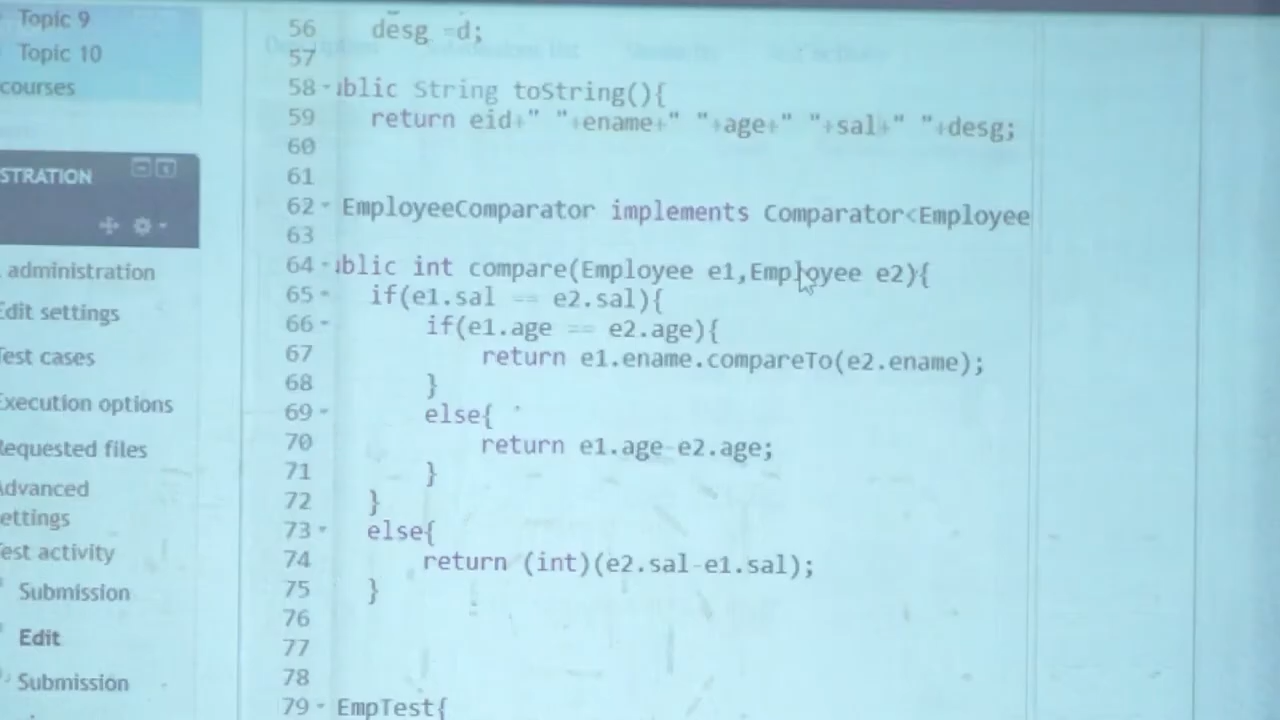 Topic 9
Topic 10
courses
STRATION
administration
Edit settings
Test cases
Execution options
Requested files
Advanced
settings
Test activity
Submission
Edit
Submission
56 desg =d;
57
58 ublic String toString(){
59 return eid+" "+ename+" "+age+" "+sal+" "+desg;
60
61
62 EmployeeComparator implements Comparator<Employee
63
64 ublic int compare(Employee e1,Employee e2){
65 if(e1.sal == e2.sal){
66 if(e1.age == e2.age){
67 return e1.ename.compareTo(e2.ename);
68 }
69 else{
70 return e1.age-e2.age;
71 }
72 }
73 else{
74 return (int)(e2.sal-e1.sal);
75 }
76
77
78
79 EmpTest{